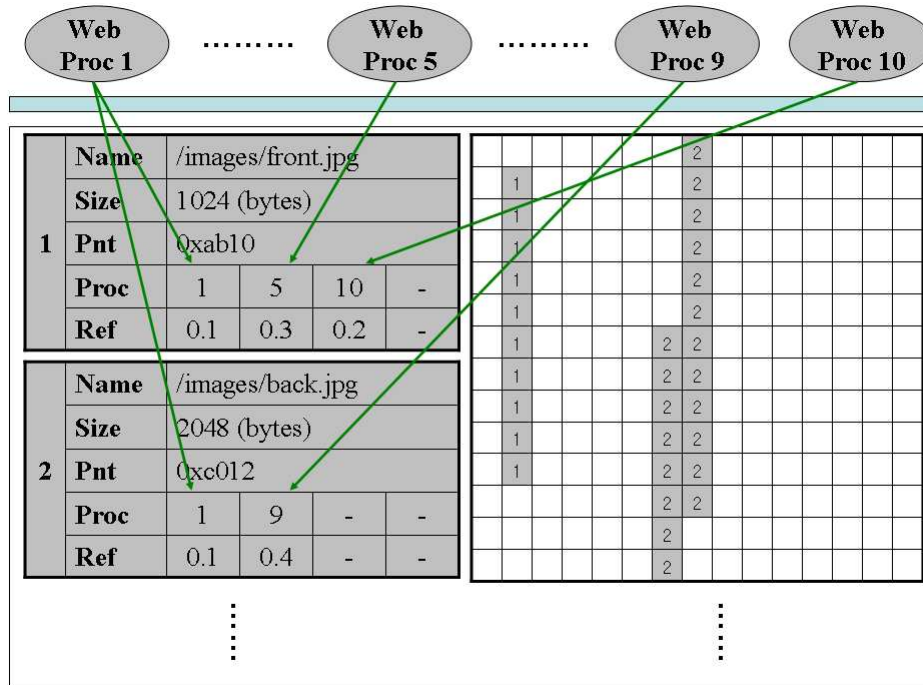 Web Proc 1
.........
Web Proc 5
.........
Web Proc 9
Web Proc 10
1
Name /images/front.jpg
Size 1024 (bytes)
Pnt 0xab10
Proc 1 5 10 -
Ref 0.1 0.3 0.2 -
2
Name /images/back.jpg
Size 2048 (bytes)
Pnt 0xc012
Proc 1 9 - -
Ref 0.1 0.4 - -
2
1 2
1 2
1 2
1 2
1 2
1 2 2
1 2 2
1 2 2
1 2 2
1 2 2
2 2
2
2